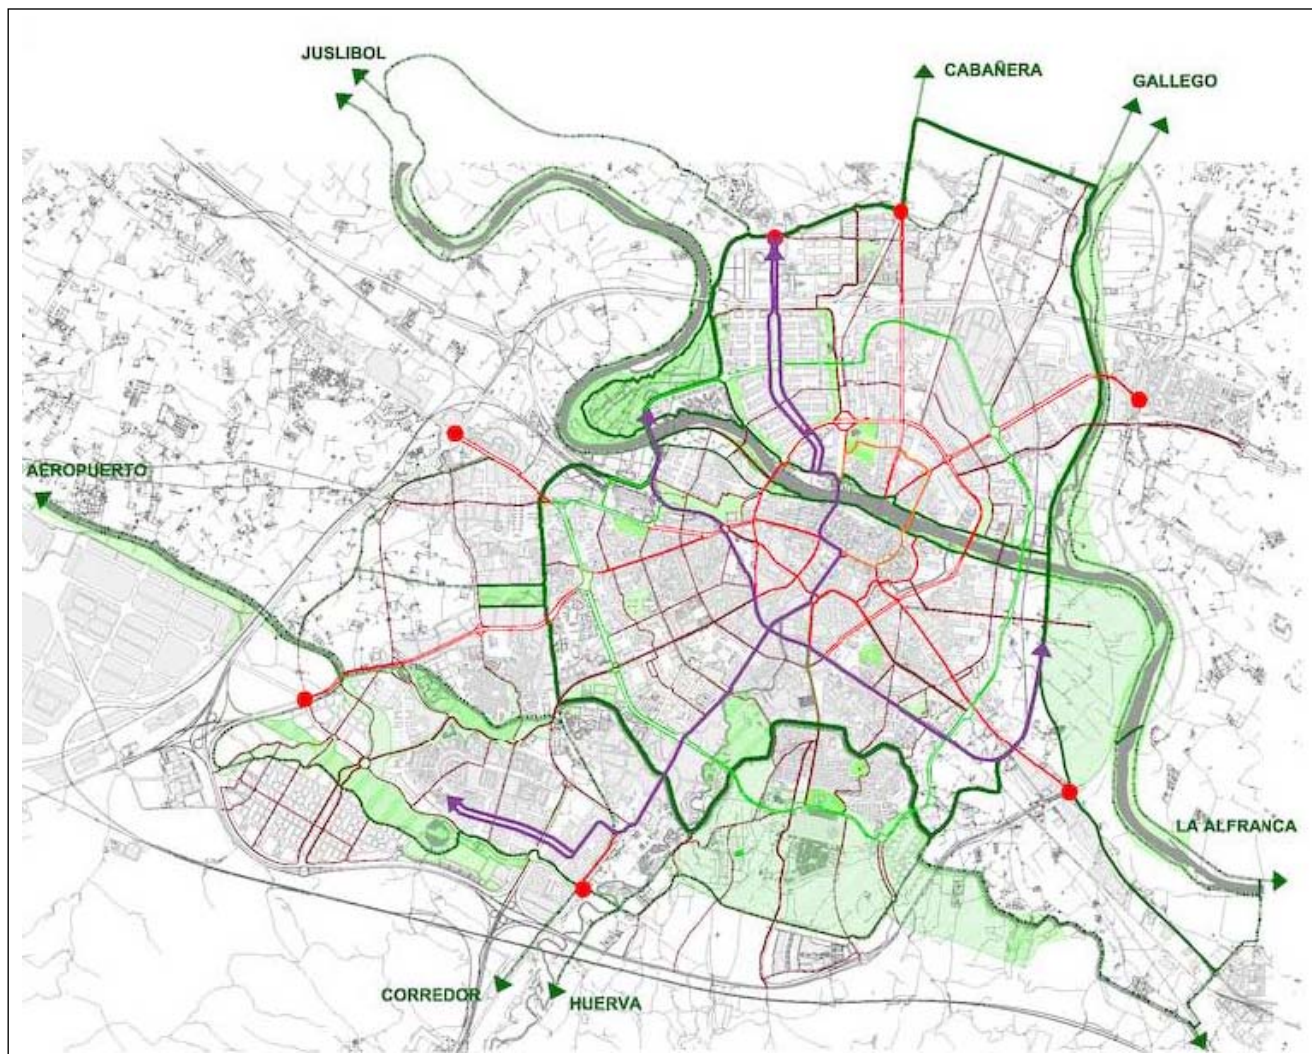 JUSLIBOL
CABAÑERA
GALLEGO
AEROPUERTO
LA ALFRANCA
CORREDOR
HUERVA